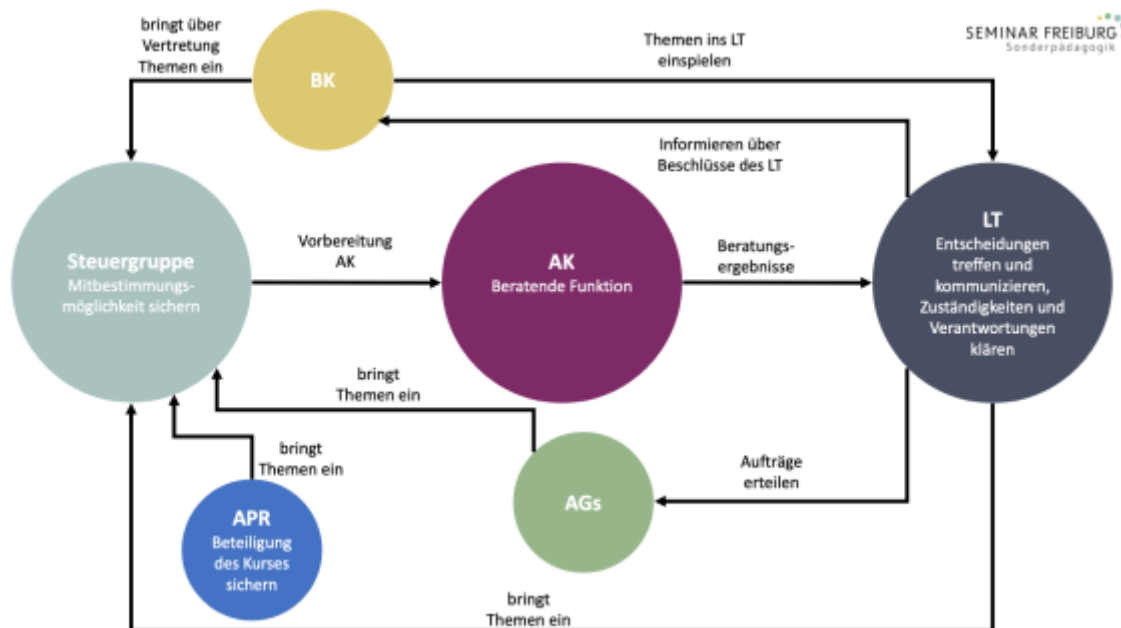 bringt über
Vertretung
Themen ein
BK
Themen ins LT
einspielen
SEMINAR FREIBURG
Sonderpädagogik
Informieren über
Beschlüsse des LT
Steuergruppe
Mitbestimmungs-
möglichkeit sichern
Vorbereitung
AK
AK
Beratende Funktion
Beratungs-
ergebnisse
LT
Entscheidungen
treffen und
kommunizieren,
Zuständigkeiten und
Verantwortungen
klären
bringt
Themen ein
bringt
Themen ein
APR
Beteiligung
des Kurses
sichern
AGs
Aufträge
erteilen
bringt
Themen ein